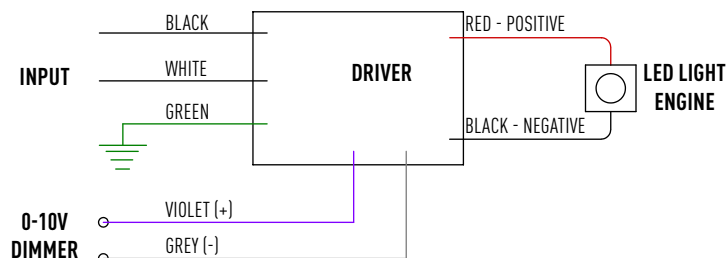 BLACK
RED - POSITIVE
INPUT
WHITE
DRIVER
LED LIGHT
ENGINE
GREEN
BLACK - NEGATIVE
0-10V
DIMMER
VIOLET (+)
GREY (-)